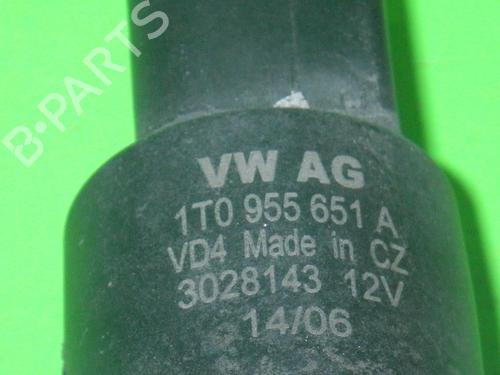 B-PARTS
VW AG
1T0 955 651 A
VD4 Made in CZ
3028143 12V
14/06